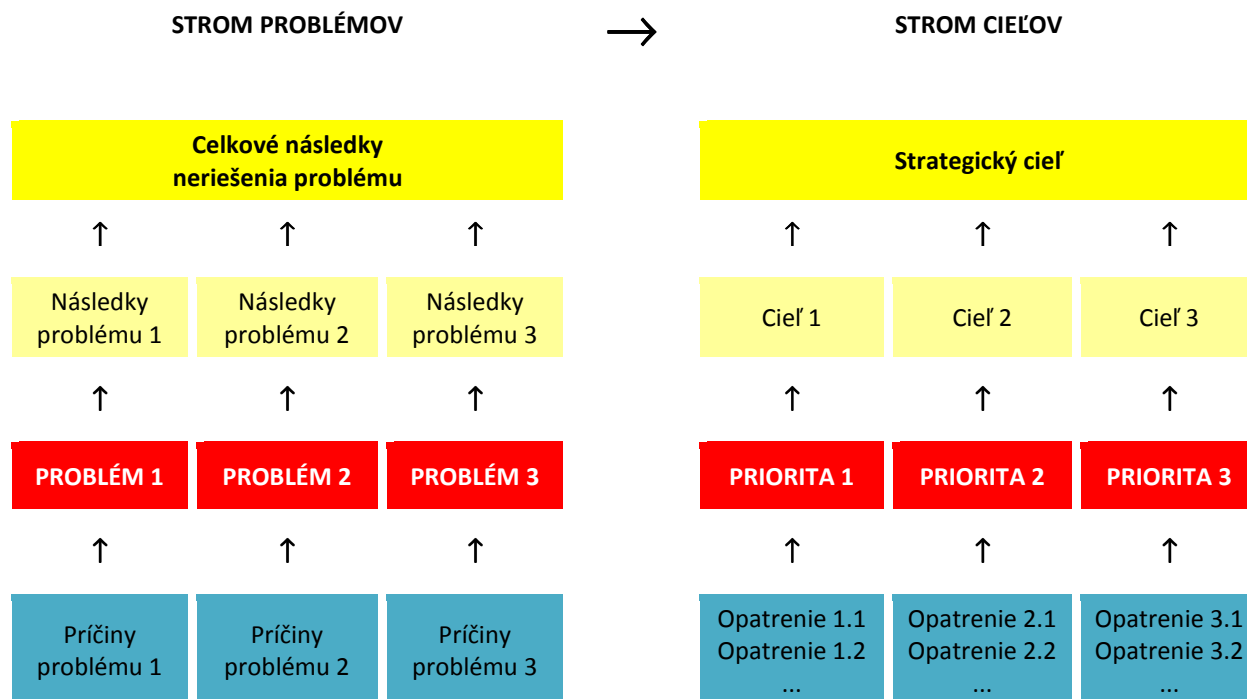 STROM PROBLÉMOV → STROM CIEĽOV
Celkové následky
neriešenia problému
↑ ↑ ↑
Následky problému 1
Následky problému 2
Následky problému 3
↑ ↑ ↑
PROBLÉM 1 PROBLÉM 2 PROBLÉM 3
↑ ↑ ↑
Príčiny problému 1
Príčiny problému 2
Príčiny problému 3
Strategický cieľ
↑ ↑ ↑
Cieľ 1 Cieľ 2 Cieľ 3
↑ ↑ ↑
PRIORITA 1 PRIORITA 2 PRIORITA 3
↑ ↑ ↑
Opatrenie 1.1
Opatrenie 1.2
...
Opatrenie 2.1
Opatrenie 2.2
...
Opatrenie 3.1
Opatrenie 3.2
...